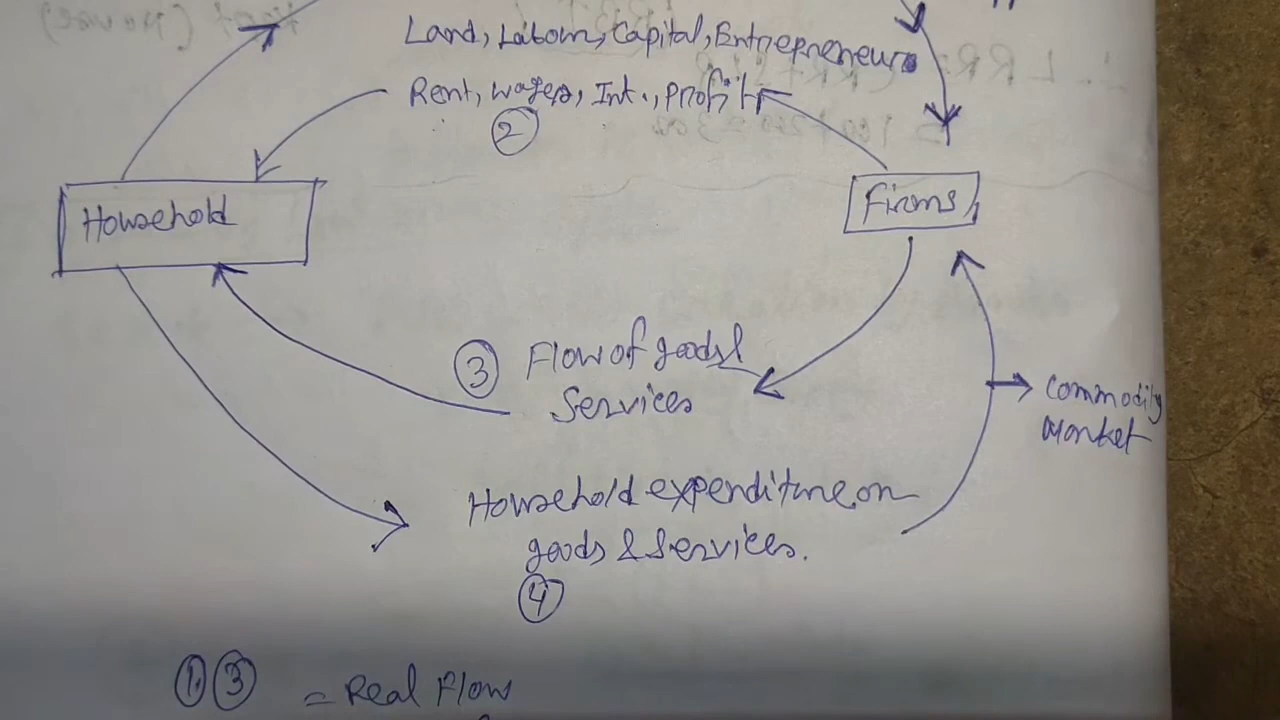 Land, Labour, Capital, Entrepreneurs
Rent, wages, Int., profit
2
Household
Firms
3 Flow of goods &
Services
commodity
Market
Household expenditure on
goods & services.
4
1 3 = Real Flow